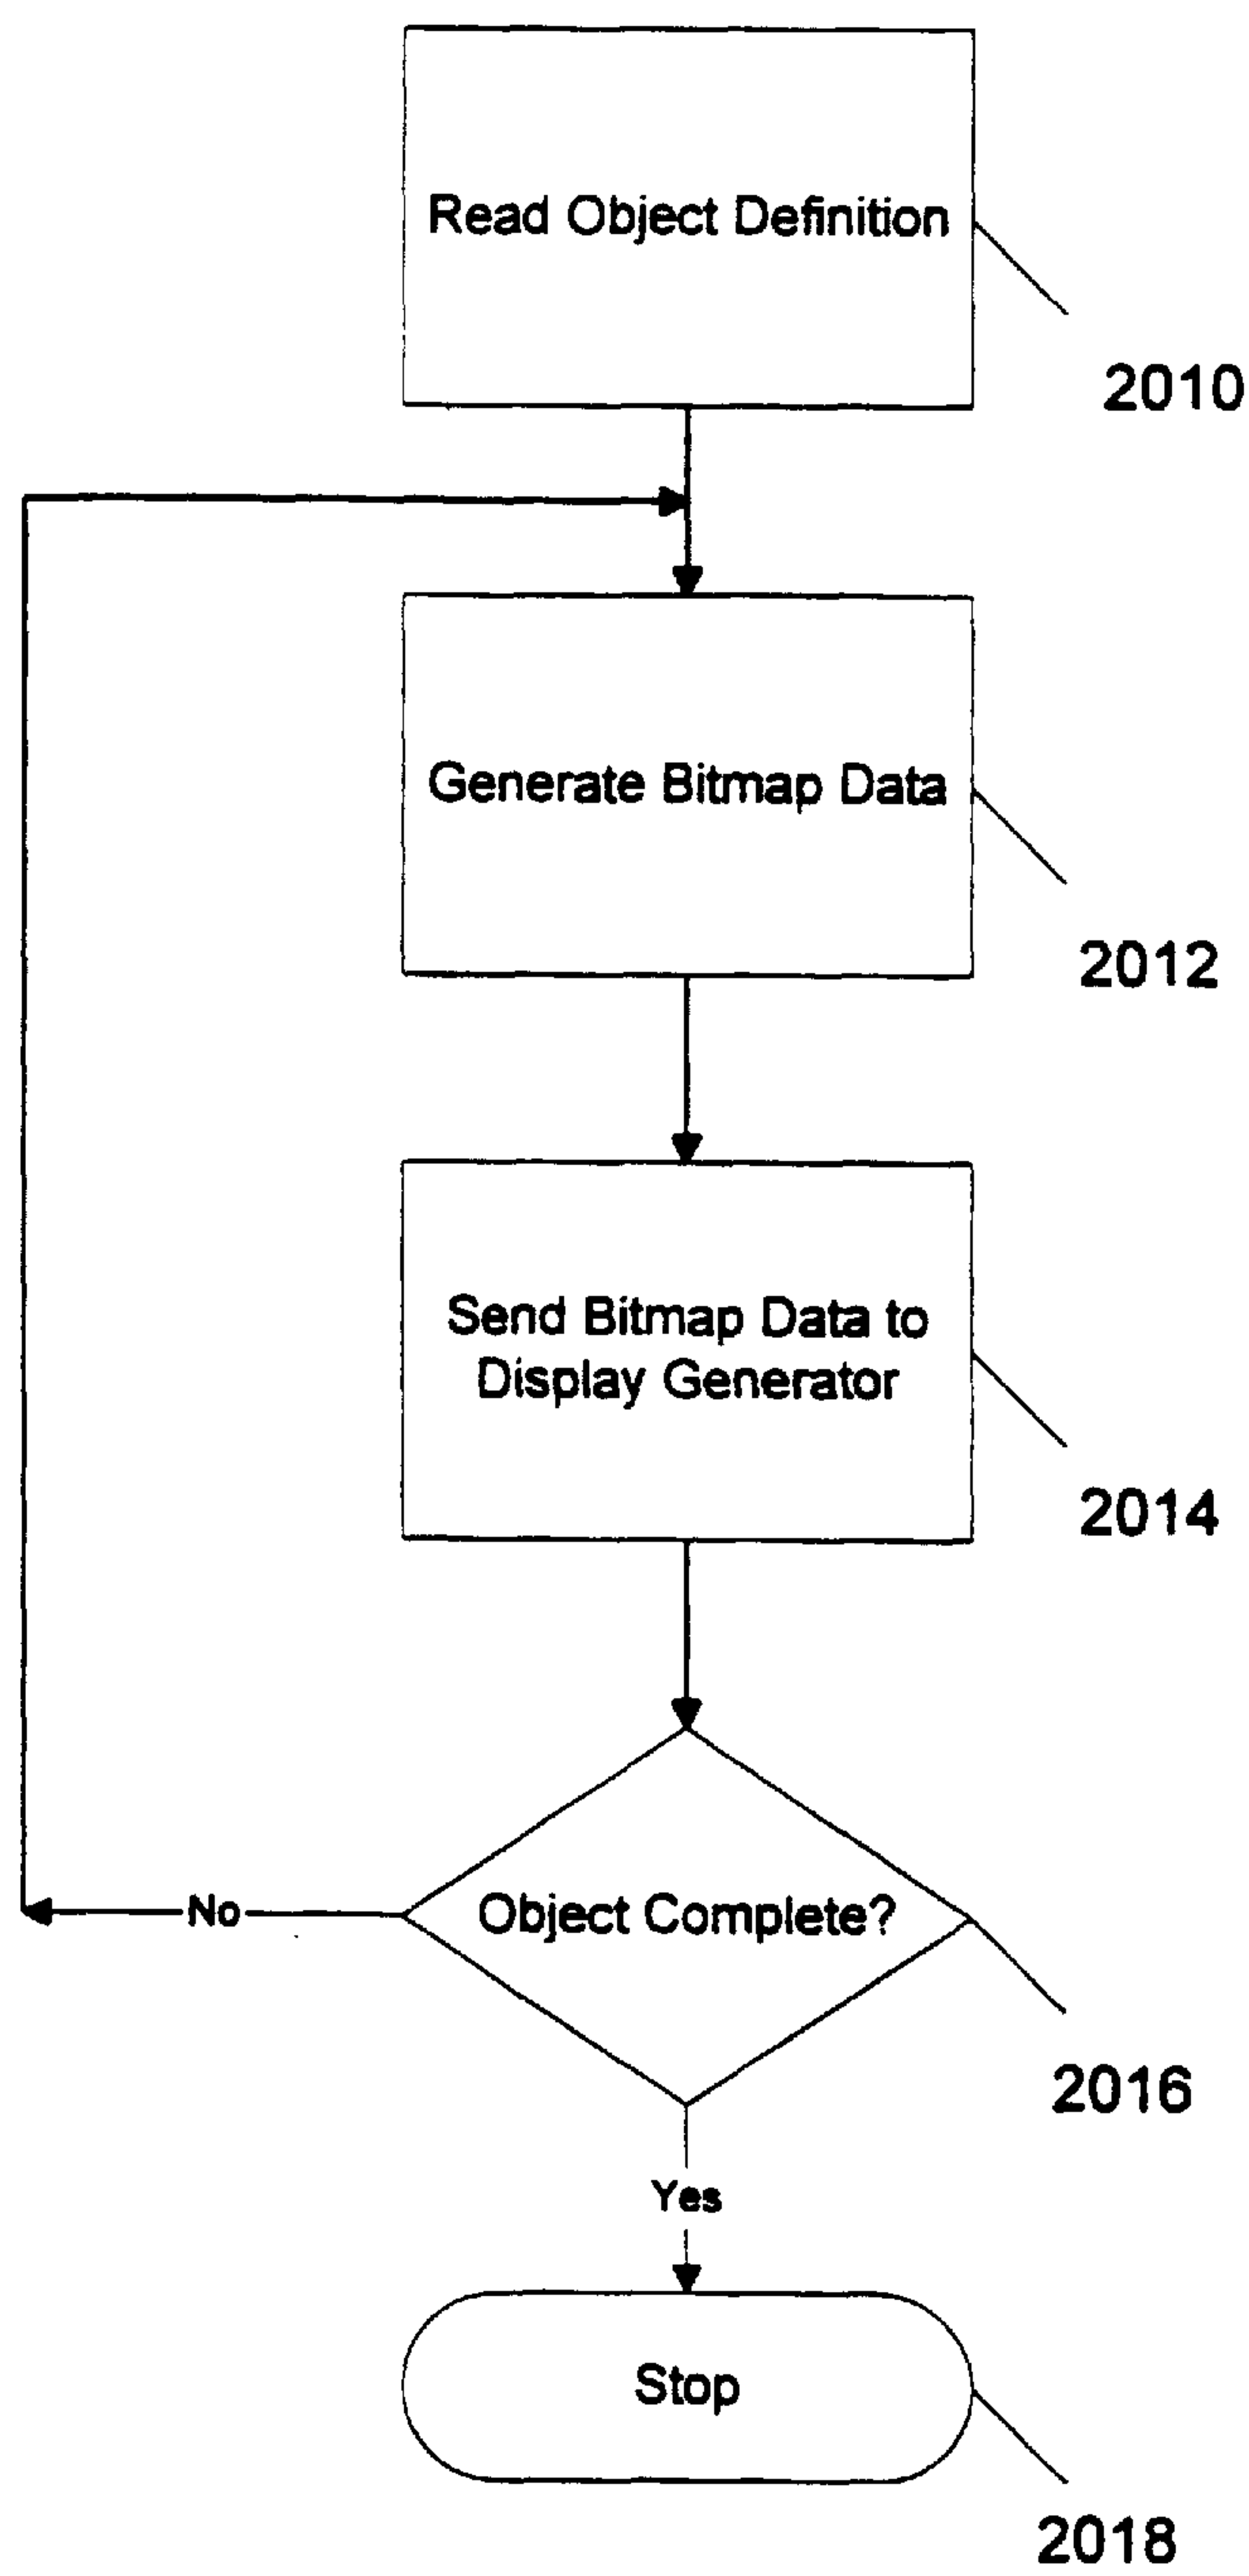 Read Object Definition
2010
Generate Bitmap Data
2012
Send Bitmap Data to
Display Generator
2014
No
Object Complete?
2016
Yes
Stop
2018